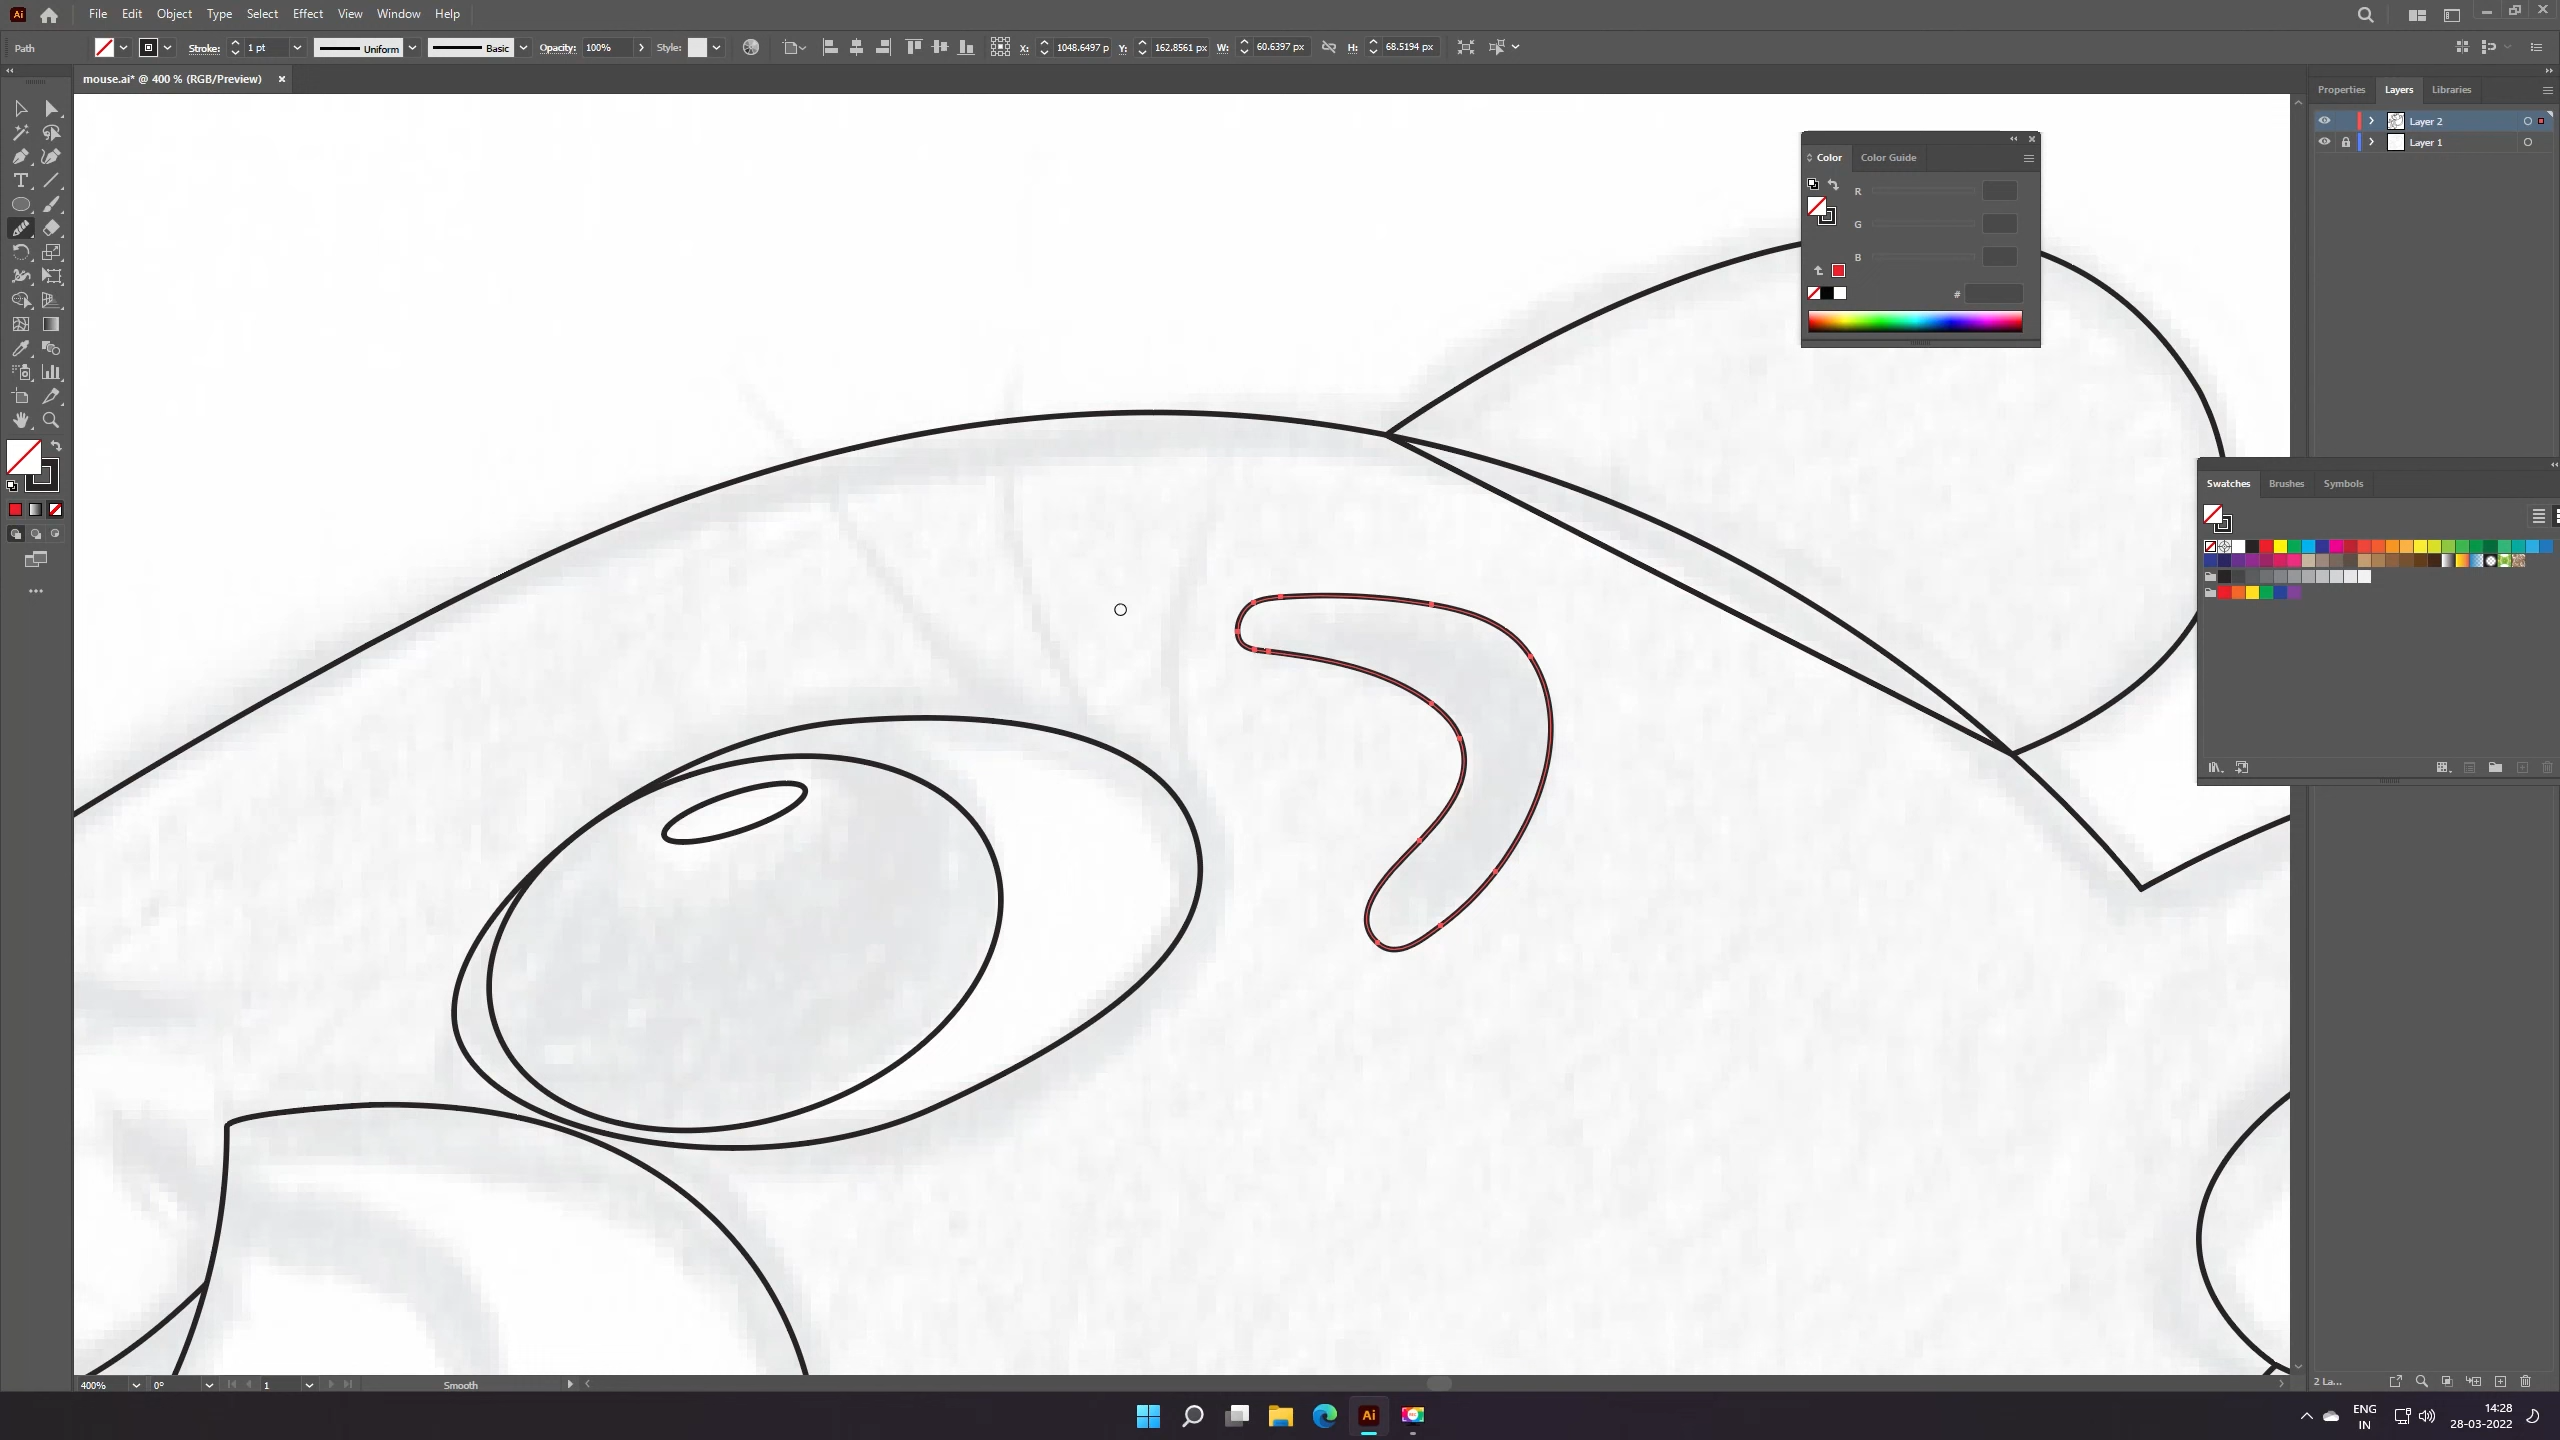 Ai File Edit Object Type Select Effect View Window Help
Path Stroke: 1 pt Uniform Basic Opacity: 100% Style: X: 1048.6497 p Y: 162.8561 px W: 60.6397 px H: 68.5194 px
mouse.ai* @ 400 % (RGB/Preview) ×
Properties Layers Libraries
Layer 2
Layer 1
Color Color Guide
R
G
B
#
Swatches Brushes Symbols
400% 0° 1 Smooth
2 La...
Ai
ENG
IN
14:28
28-03-2022